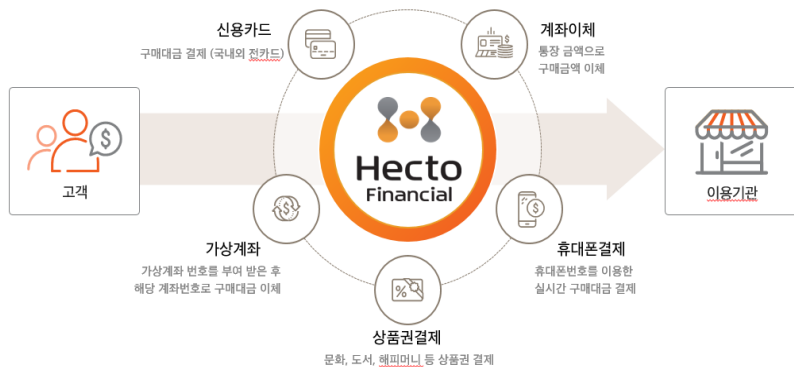 신용카드
구매대금 결제 (국내외 전카드)
계좌이체
통장 금액으로
구매금액 이체
고객
Hecto
Financial
이용기관
가상계좌
가상계좌 번호를 부여 받은 후
해당 계좌번호로 구매대금 이체
휴대폰결제
휴대폰번호를 이용한
실시간 구매대금 결제
상품권결제
문화, 도서, 해피머니 등 상품권 결제